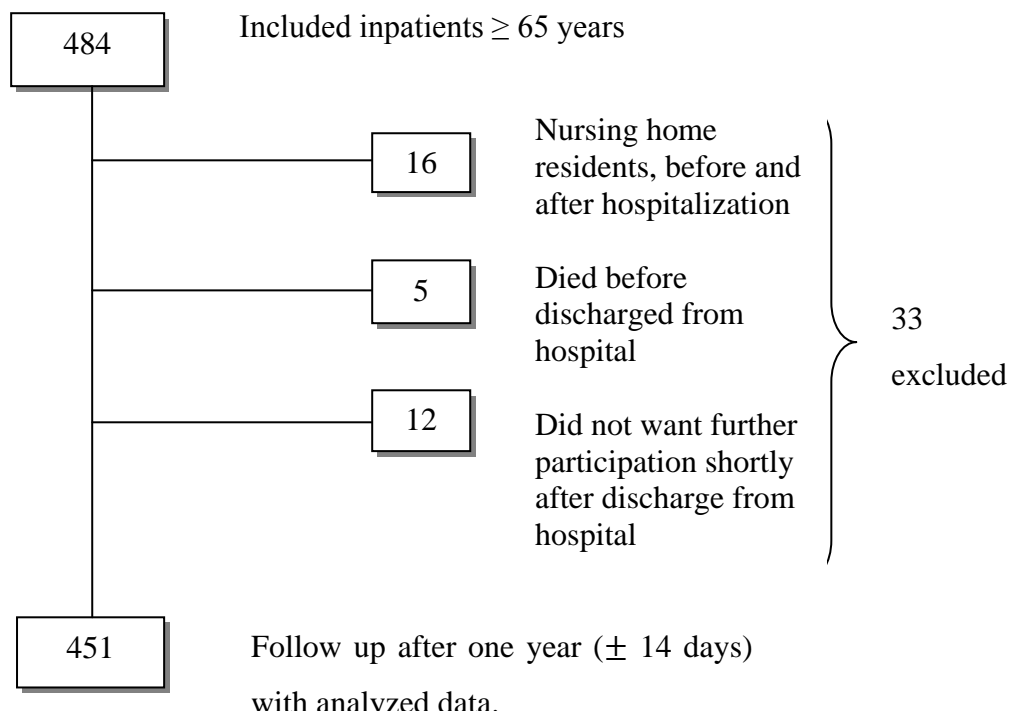 484
Included inpatients ≥ 65 years
16
Nursing home
residents, before and
after hospitalization
5
Died before
discharged from
hospital
33
excluded
12
Did not want further
participation shortly
after discharge from
hospital
451
Follow up after one year (± 14 days)
with analyzed data.